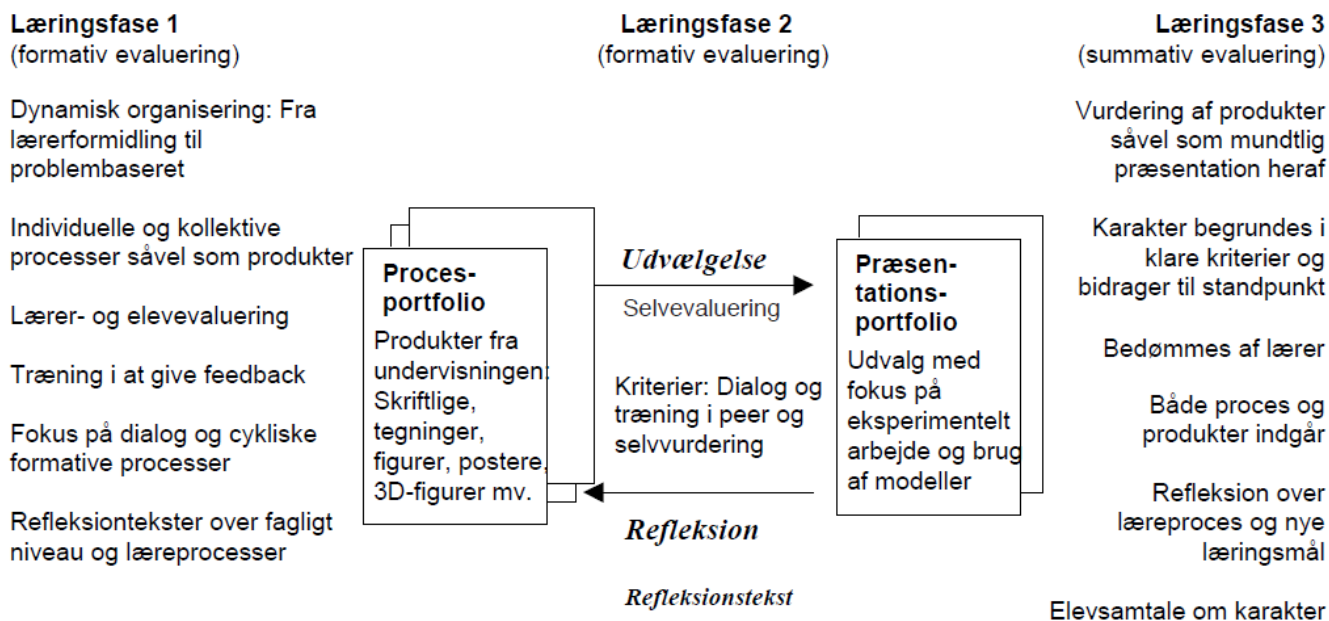 Læringsfase 1
(formativ evaluering)
Dynamisk organisering: Fra
lærerformidling til
problembaseret
Individuelle og kollektive
processer såvel som produkter
Lærer- og elevevaluering
Træning i at give feedback
Fokus på dialog og cykliske
formative processer
Refleksiontekster over fagligt
niveau og læreprocesser
Proces-
portfolio
Produkter fra
undervisningen:
Skriftlige,
tegninger,
figurer, postere,
3D-figurer mv.
Læringsfase 2
(formativ evaluering)
Udvælgelse
Selvevaluering
Kriterier: Dialog og
træning i peer og
selvvurdering
Refleksion
Refleksionstekst
Præsen-
tations-
portfolio
Udvalg med
fokus på
eksperimentelt
arbejde og brug
af modeller
Læringsfase 3
(summativ evaluering)
Vurdering af produkter
såvel som mundtlig
præsentation heraf
Karakter begrundes i
klare kriterier og
bidrager til standpunkt
Bedømmes af lærer
Både proces og
produkter indgår
Refleksion over
læreproces og nye
læringsmål
Elevsamtale om karakter